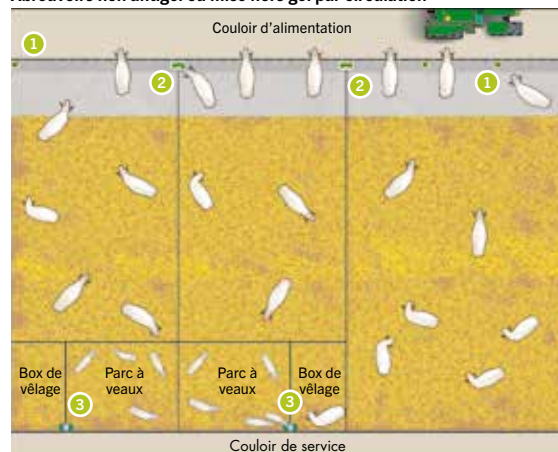 Couloir d'alimentation
1
2
2
1
Box de
vêlage
Parc à
veaux
Parc à
veaux
Box de
vêlage
3
3
Couloir de service